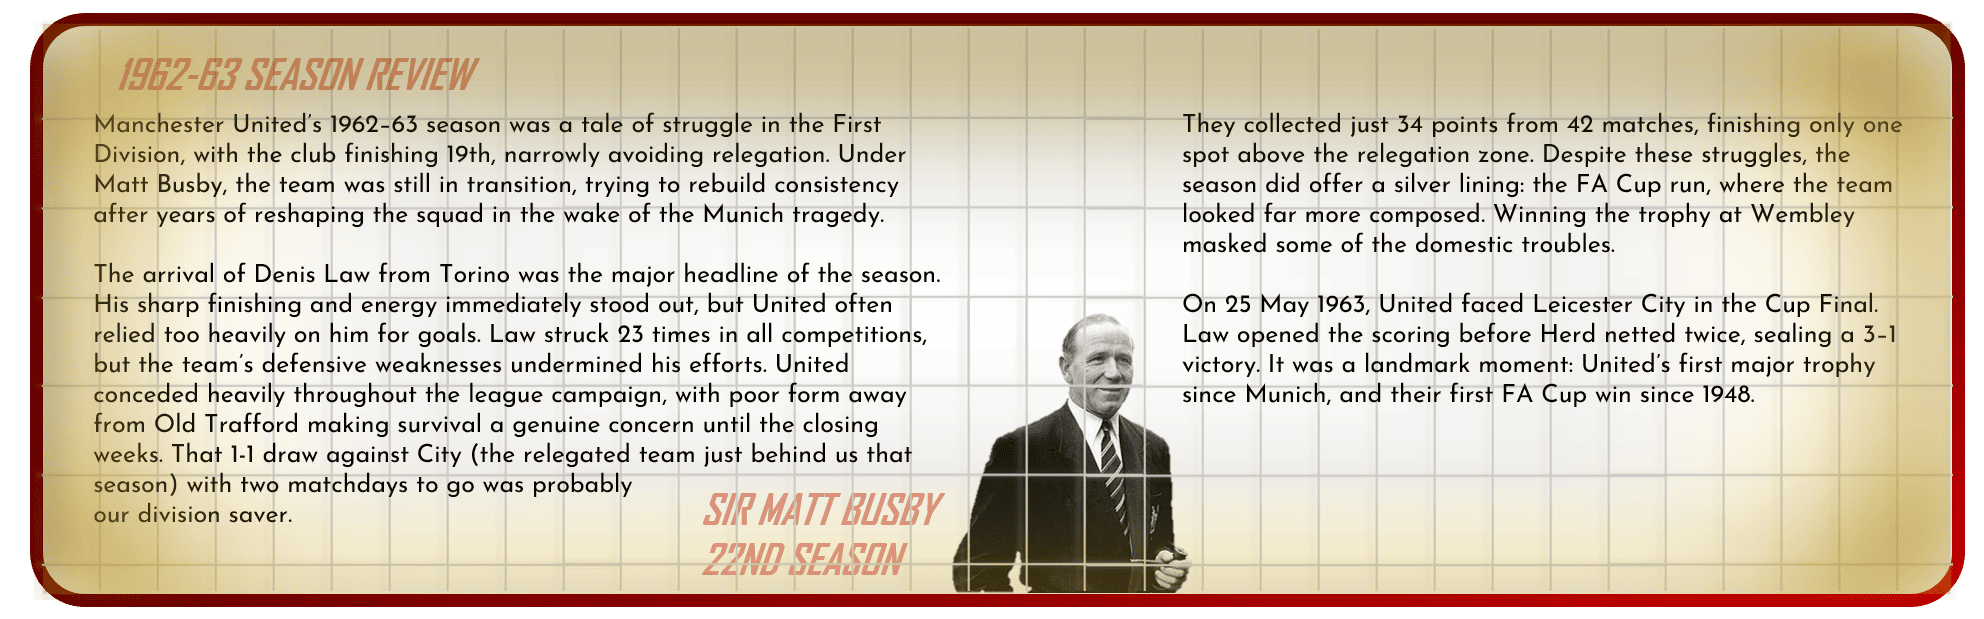 1962-63 SEASON REVIEW
Manchester United's 1962–63 season was a tale of struggle in the First
Division, with the club finishing 19th, narrowly avoiding relegation. Under
Matt Busby, the team was still in transition, trying to rebuild consistency
after years of reshaping the squad in the wake of the Munich tragedy.
The arrival of Denis Law from Torino was the major headline of the season.
His sharp finishing and energy immediately stood out, but United often
relied too heavily on him for goals. Law struck 23 times in all competitions,
but the team's defensive weaknesses undermined his efforts. United
conceded heavily throughout the league campaign, with poor form away
from Old Trafford making survival a genuine concern until the closing
weeks. That 1-1 draw against City (the relegated team just behind us that
season) with two matchdays to go was probably
our division saver.
SIR MATT BUSBY
22ND SEASON
They collected just 34 points from 42 matches, finishing only one
spot above the relegation zone. Despite these struggles, the
season did offer a silver lining: the FA Cup run, where the team
looked far more composed. Winning the trophy at Wembley
masked some of the domestic troubles.
On 25 May 1963, United faced Leicester City in the Cup Final.
Law opened the scoring before Herd netted twice, sealing a 3–1
victory. It was a landmark moment: United's first major trophy
since Munich, and their first FA Cup win since 1948.